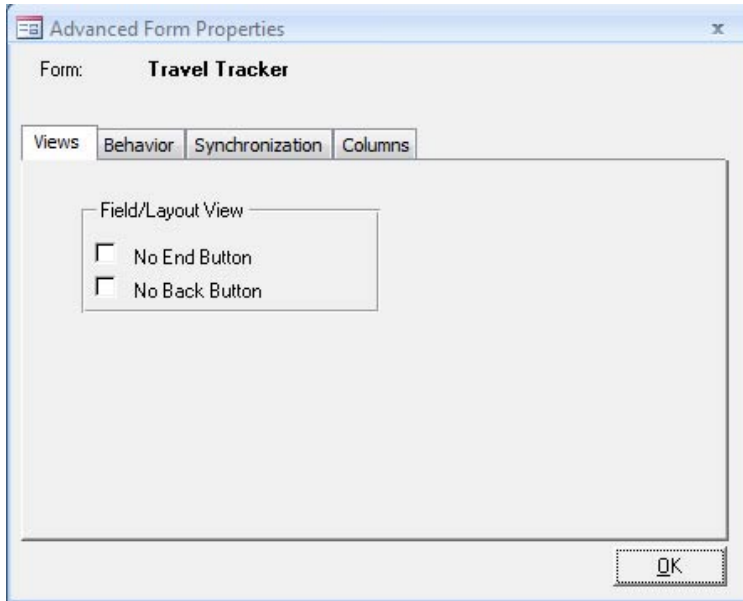 Advanced Form Properties x
Form: Travel Tracker
Views Behavior Synchronization Columns
Field/Layout View
No End Button
No Back Button
OK